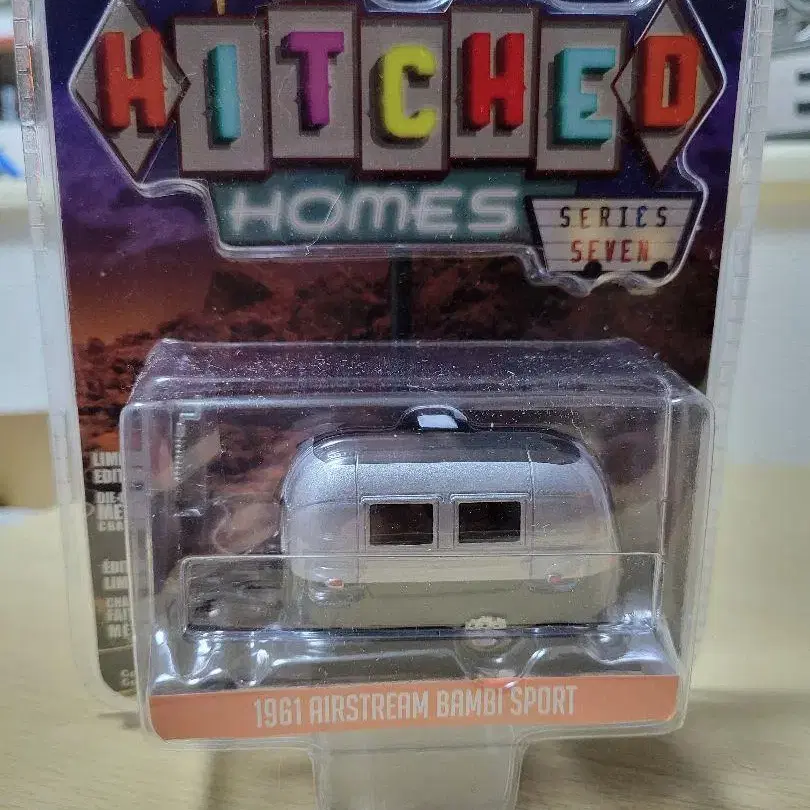 HITCHED
HOMES
SERIES
SEVEN
1961 AIRSTREAM BAMBI SPORT